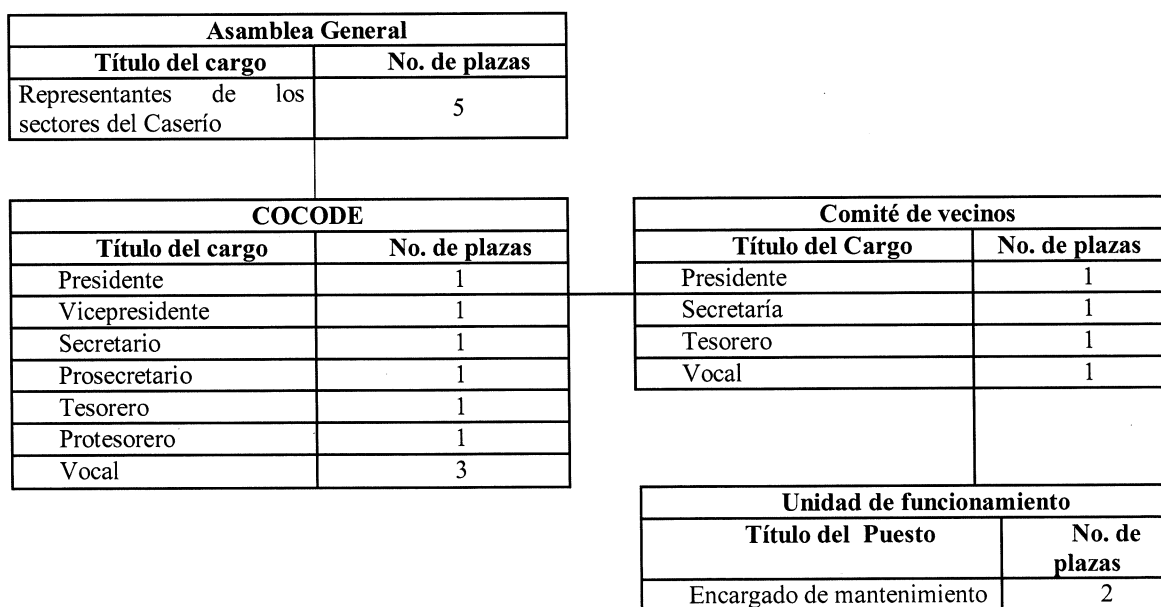 Asamblea General
Título del cargo No. de plazas
Representantes de los
sectores del Caserío 5
COCODE
Título del cargo No. de plazas
Presidente 1
Vicepresidente 1
Secretario 1
Prosecretario 1
Tesorero 1
Protesorero 1
Vocal 3
Comité de vecinos
Título del Cargo No. de plazas
Presidente 1
Secretaría 1
Tesorero 1
Vocal 1
Unidad de funcionamiento
Título del Puesto No. de
plazas
Encargado de mantenimiento 2